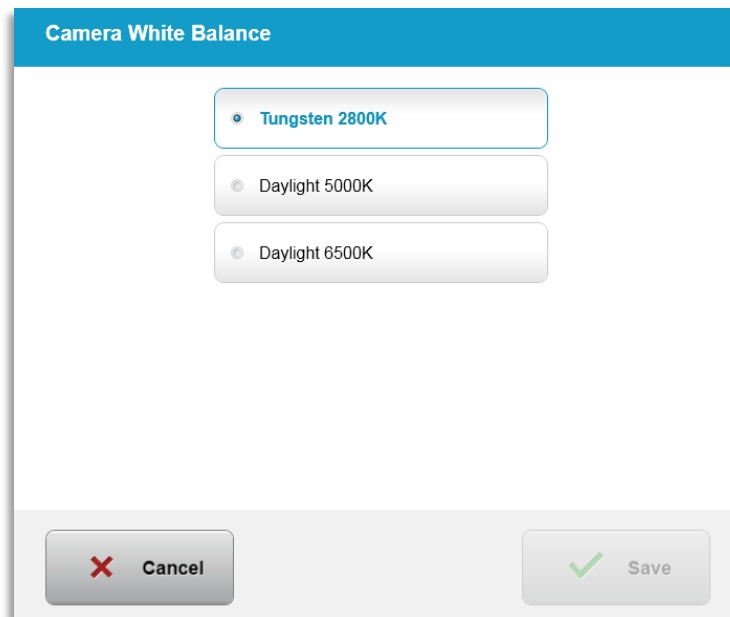 Camera White Balance
Tungsten 2800K
Daylight 5000K
Daylight 6500K
Cancel
Save